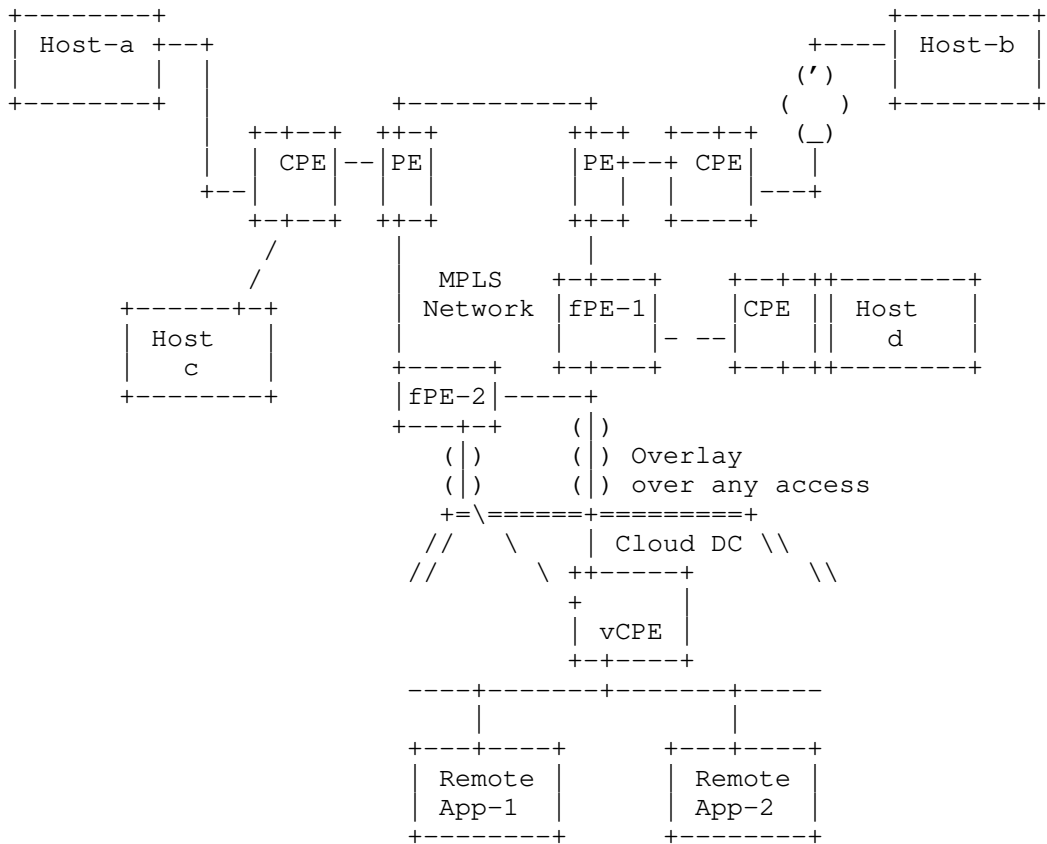 Host-a Host-b
CPE PE PE CPE
MPLS
Network fPE-1 CPE Host
Host d
c
fPE-2
Overlay
over any access
Cloud DC
vCPE
Remote Remote
App-1 App-2